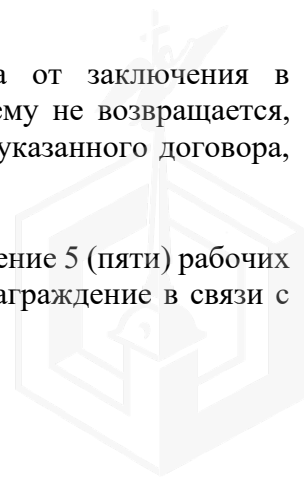 а от заключения в
ему не возвращается,
указанного договора,
ение 5 (пяти) рабочих
аграждение в связи с